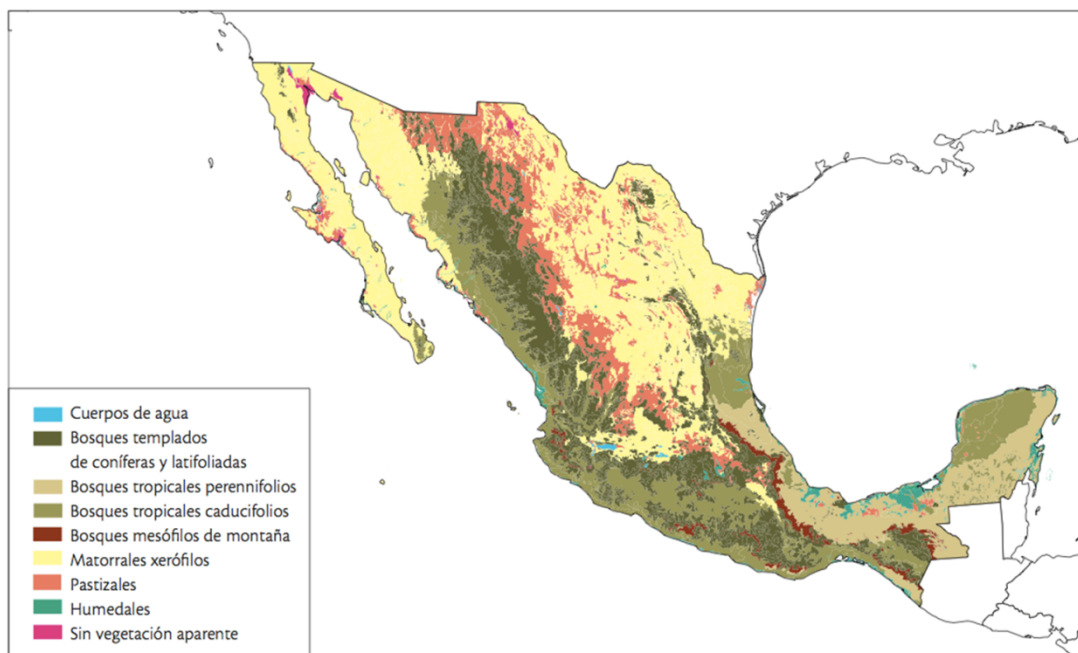 Cuerpos de agua
Bosques templados
de coníferas y latifoliadas
Bosques tropicales perennifolios
Bosques tropicales caducifolios
Bosques mesófilos de montaña
Matorrales xerófilos
Pastizales
Humedales
Sin vegetación aparente